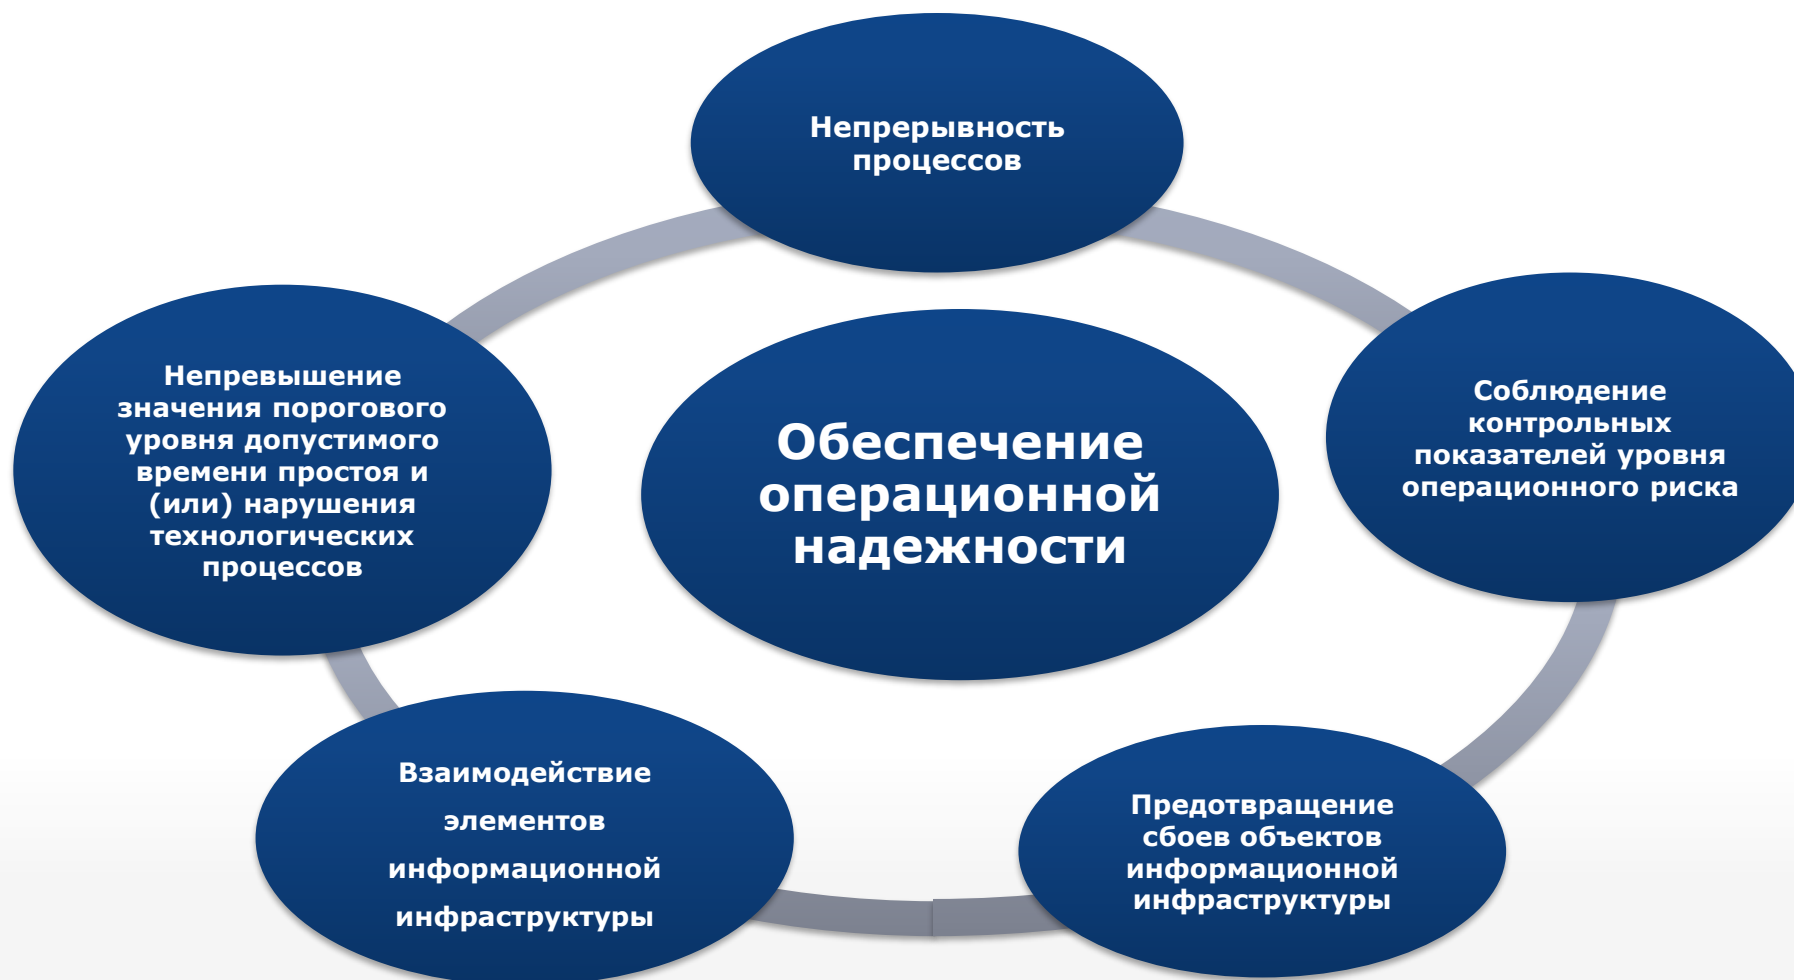 Непрерывность
процессов
Непревышение
значения порогового
уровня допустимого
времени простоя и
(или) нарушения
технологических
процессов
Обеспечение
операционной
надежности
Соблюдение
контрольных
показателей уровня
операционного риска
Взаимодействие
элементов
информационной
инфраструктуры
Предотвращение
сбоев объектов
информационной
инфраструктуры